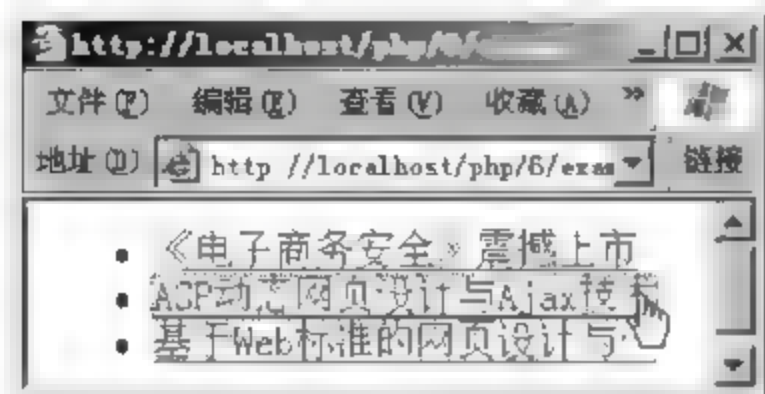 http://localhost/php/6/
文件(F) 编辑(E) 查看(V) 收藏(A) »
地址(D) http //localhost/php/6/exam 链接
• 《电子商务安全》震撼上市
• ASP动态网页设计与Ajax技术
• 基于Web标准的网页设计与